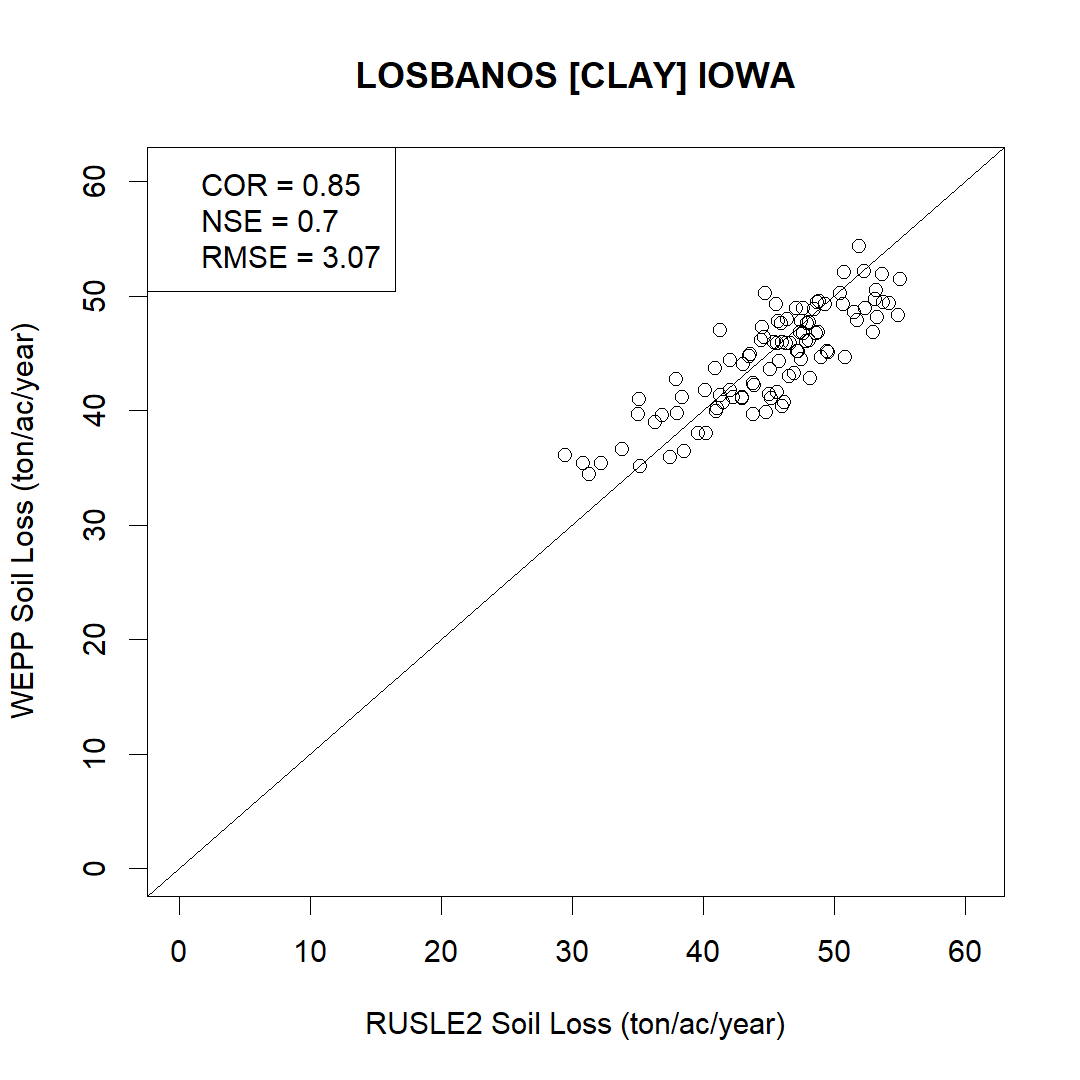 LOSBANOS [CLAY] IOWA
COR = 0.85
NSE = 0.7
RMSE = 3.07
WEPP Soil Loss (ton/ac/year)
60
50
40
30
20
10
0
0 10 20 30 40 50 60
RUSLE2 Soil Loss (ton/ac/year)